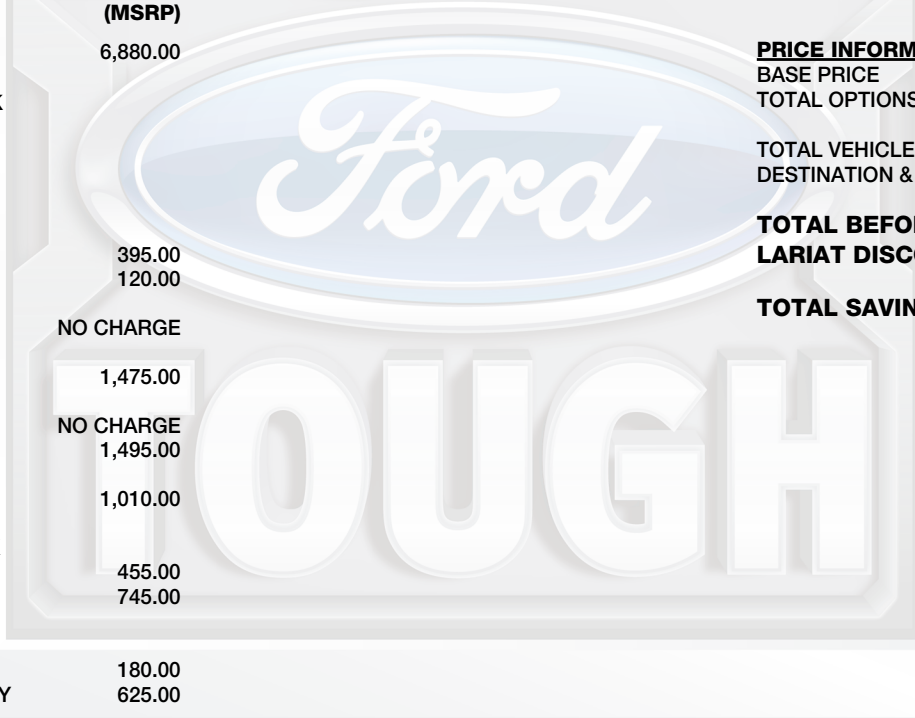 (MSRP)
6,880.00
K
395.00
120.00
NO CHARGE
1,475.00
NO CHARGE
1,495.00
1,010.00
455.00
745.00
180.00
Y 625.00
Ford
TOUGH
PRICE INFORM
BASE PRICE
TOTAL OPTIONS
TOTAL VEHICLE
DESTINATION &
TOTAL BEFO
LARIAT DISC
TOTAL SAVIN